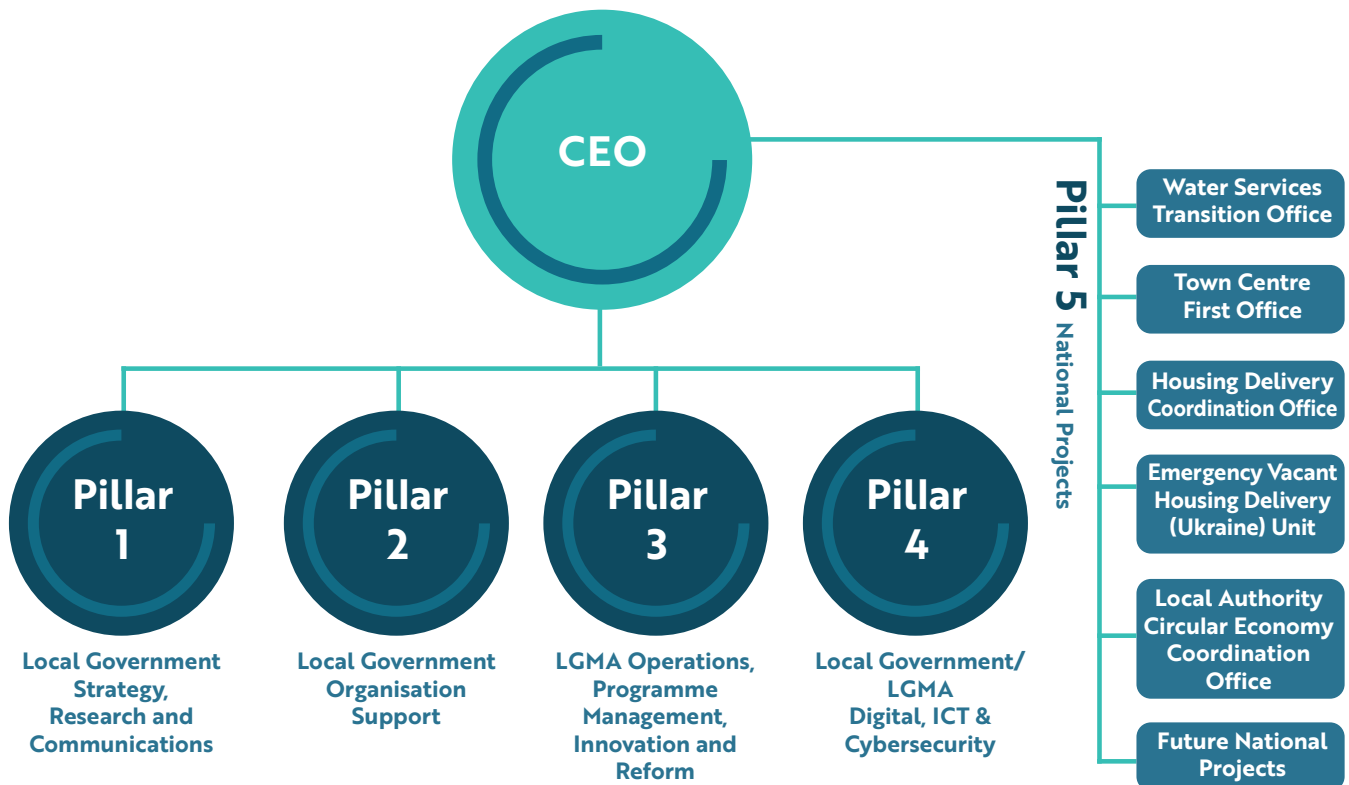 CEO
Pillar
1
Local Government
Strategy,
Research and
Communications
Pillar
2
Local Government
Organisation
Support
Pillar
3
LGMA Operations,
Programme
Management,
Innovation and
Reform
Pillar
4
Local Government/
LGMA
Digital, ICT &
Cybersecurity
Pillar 5 National Projects
Water Services
Transition Office
Town Centre
First Office
Housing Delivery
Coordination Office
Emergency Vacant
Housing Delivery
(Ukraine) Unit
Local Authority
Circular Economy
Coordination
Office
Future National
Projects